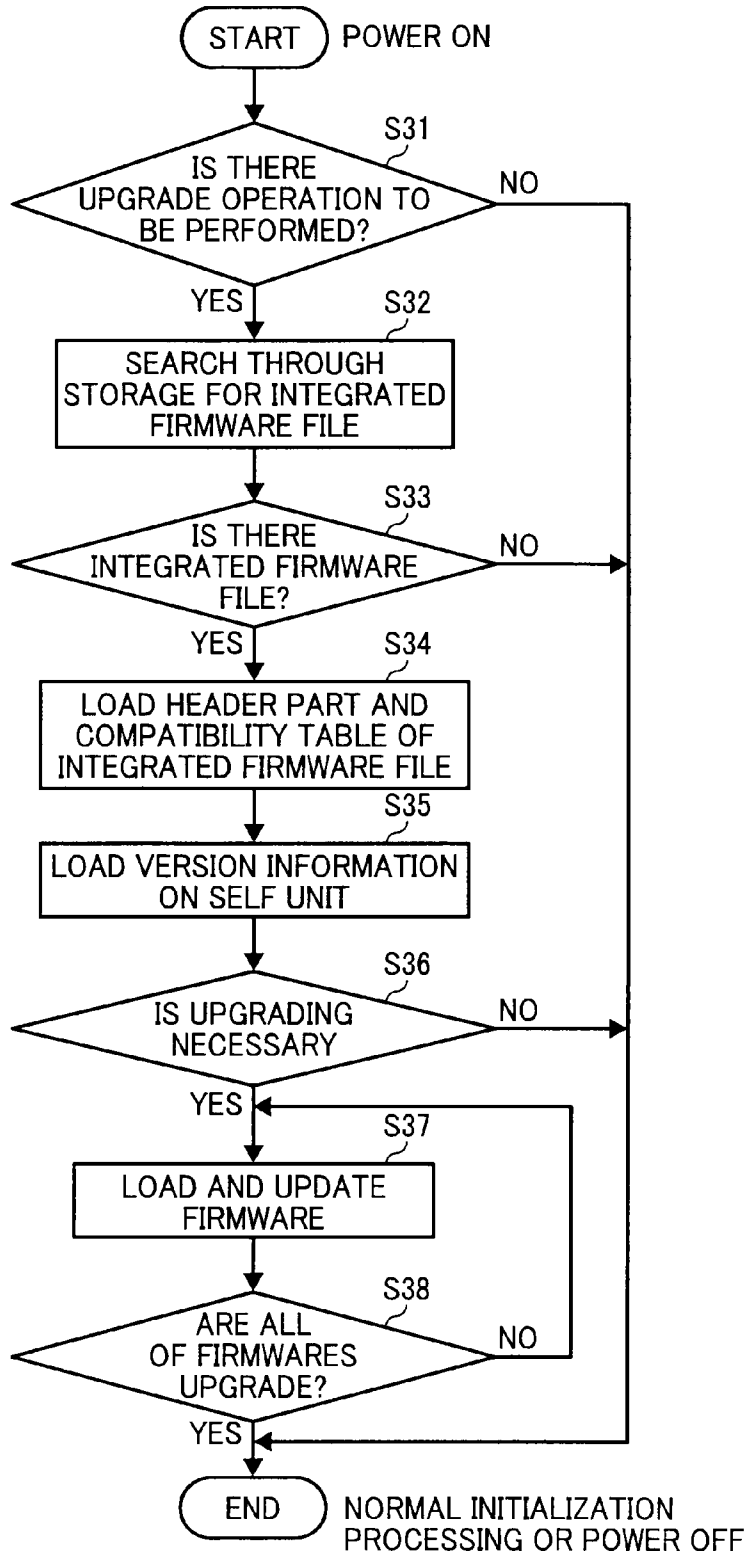 START POWER ON
S31
IS THERE
UPGRADE OPERATION TO
BE PERFORMED?
NO
YES
S32
SEARCH THROUGH
STORAGE FOR INTEGRATED
FIRMWARE FILE
S33
IS THERE
INTEGRATED FIRMWARE
FILE?
NO
YES
S34
LOAD HEADER PART AND
COMPATIBILITY TABLE OF
INTEGRATED FIRMWARE FILE
S35
LOAD VERSION INFORMATION
ON SELF UNIT
S36
IS UPGRADING
NECESSARY
NO
YES
S37
LOAD AND UPDATE
FIRMWARE
S38
ARE ALL
OF FIRMWARES
UPGRADE?
NO
YES
END
NORMAL INITIALIZATION
PROCESSING OR POWER OFF